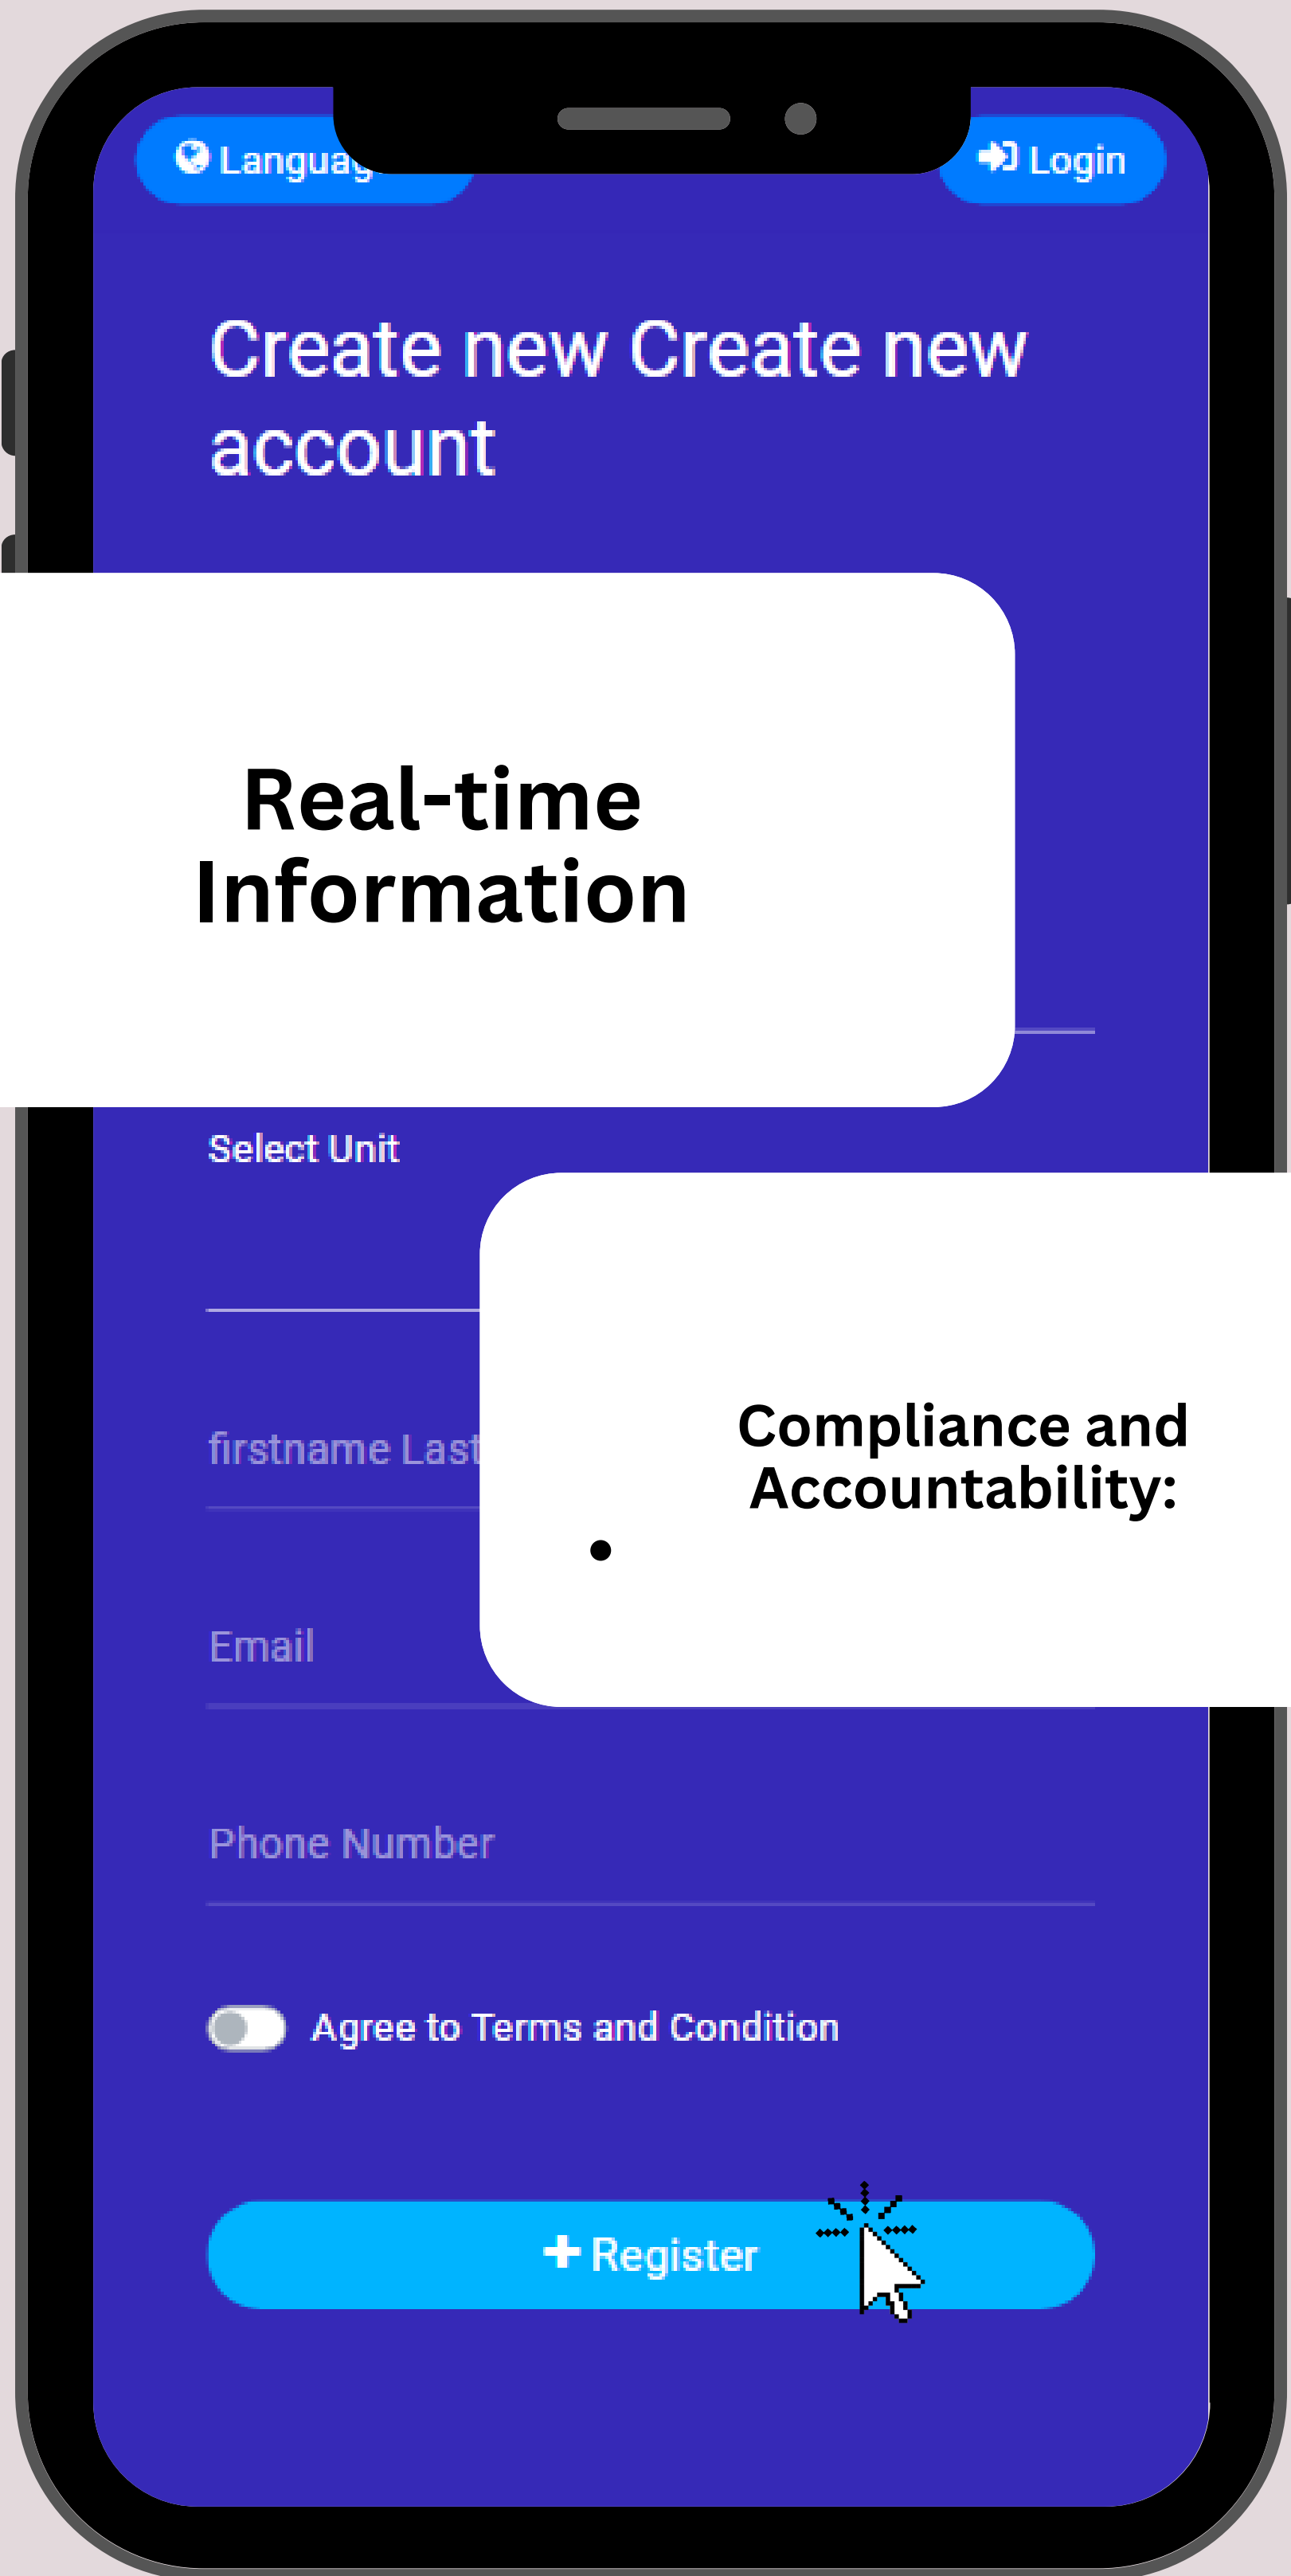 Login
Create new Create new
account
Real-time
Information
Select Unit
firstname Last
Compliance and
Accountability:
•
Email
Phone Number
Agree to Terms and Condition
Register